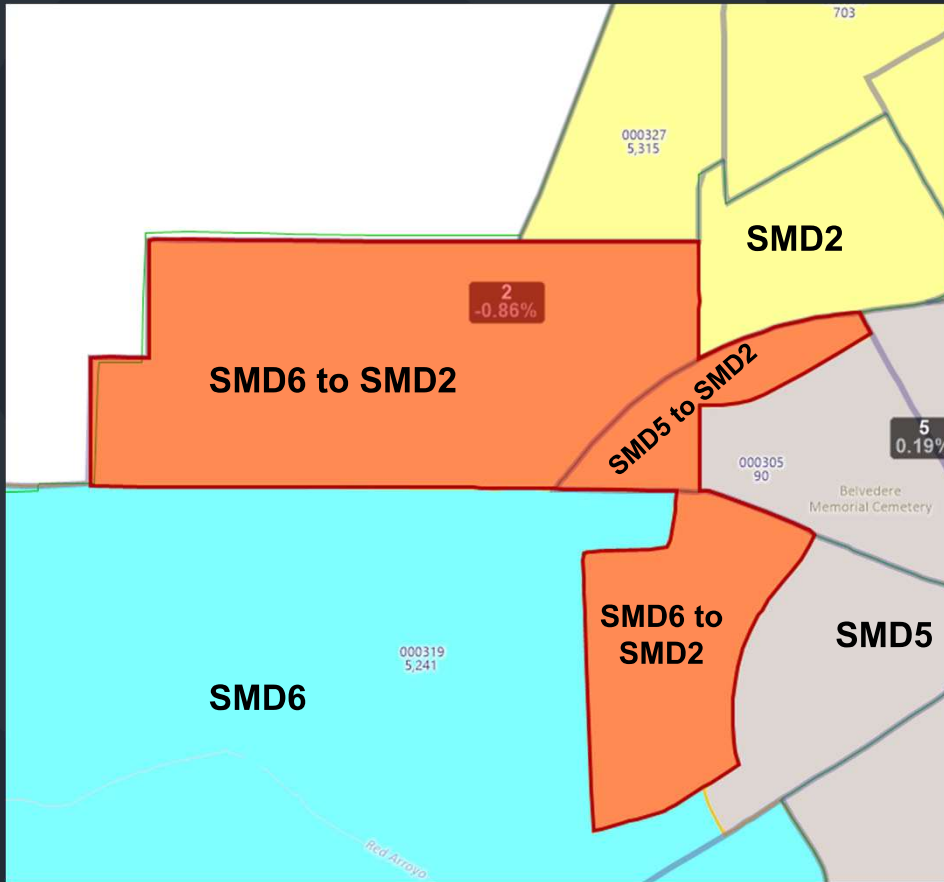 703
000327
5,315
SMD2
2
-0.86%
SMD6 to SMD2
SMD5 to SMD2
5
0.19%
000305
90
Belvedere
Memorial Cemetery
SMD6 to
SMD2
SMD5
000319
5,241
SMD6
Red Arroyo